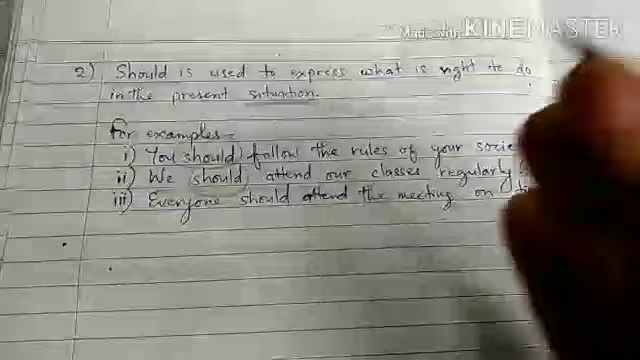 Made with KINEMASTER
2) Should is used to express what is right to do
in the present situation.
For examples -
i) You should follow the rules of your socie
ii) We should attend our classes regularly
iii) Everyone should attend the meeting on ti